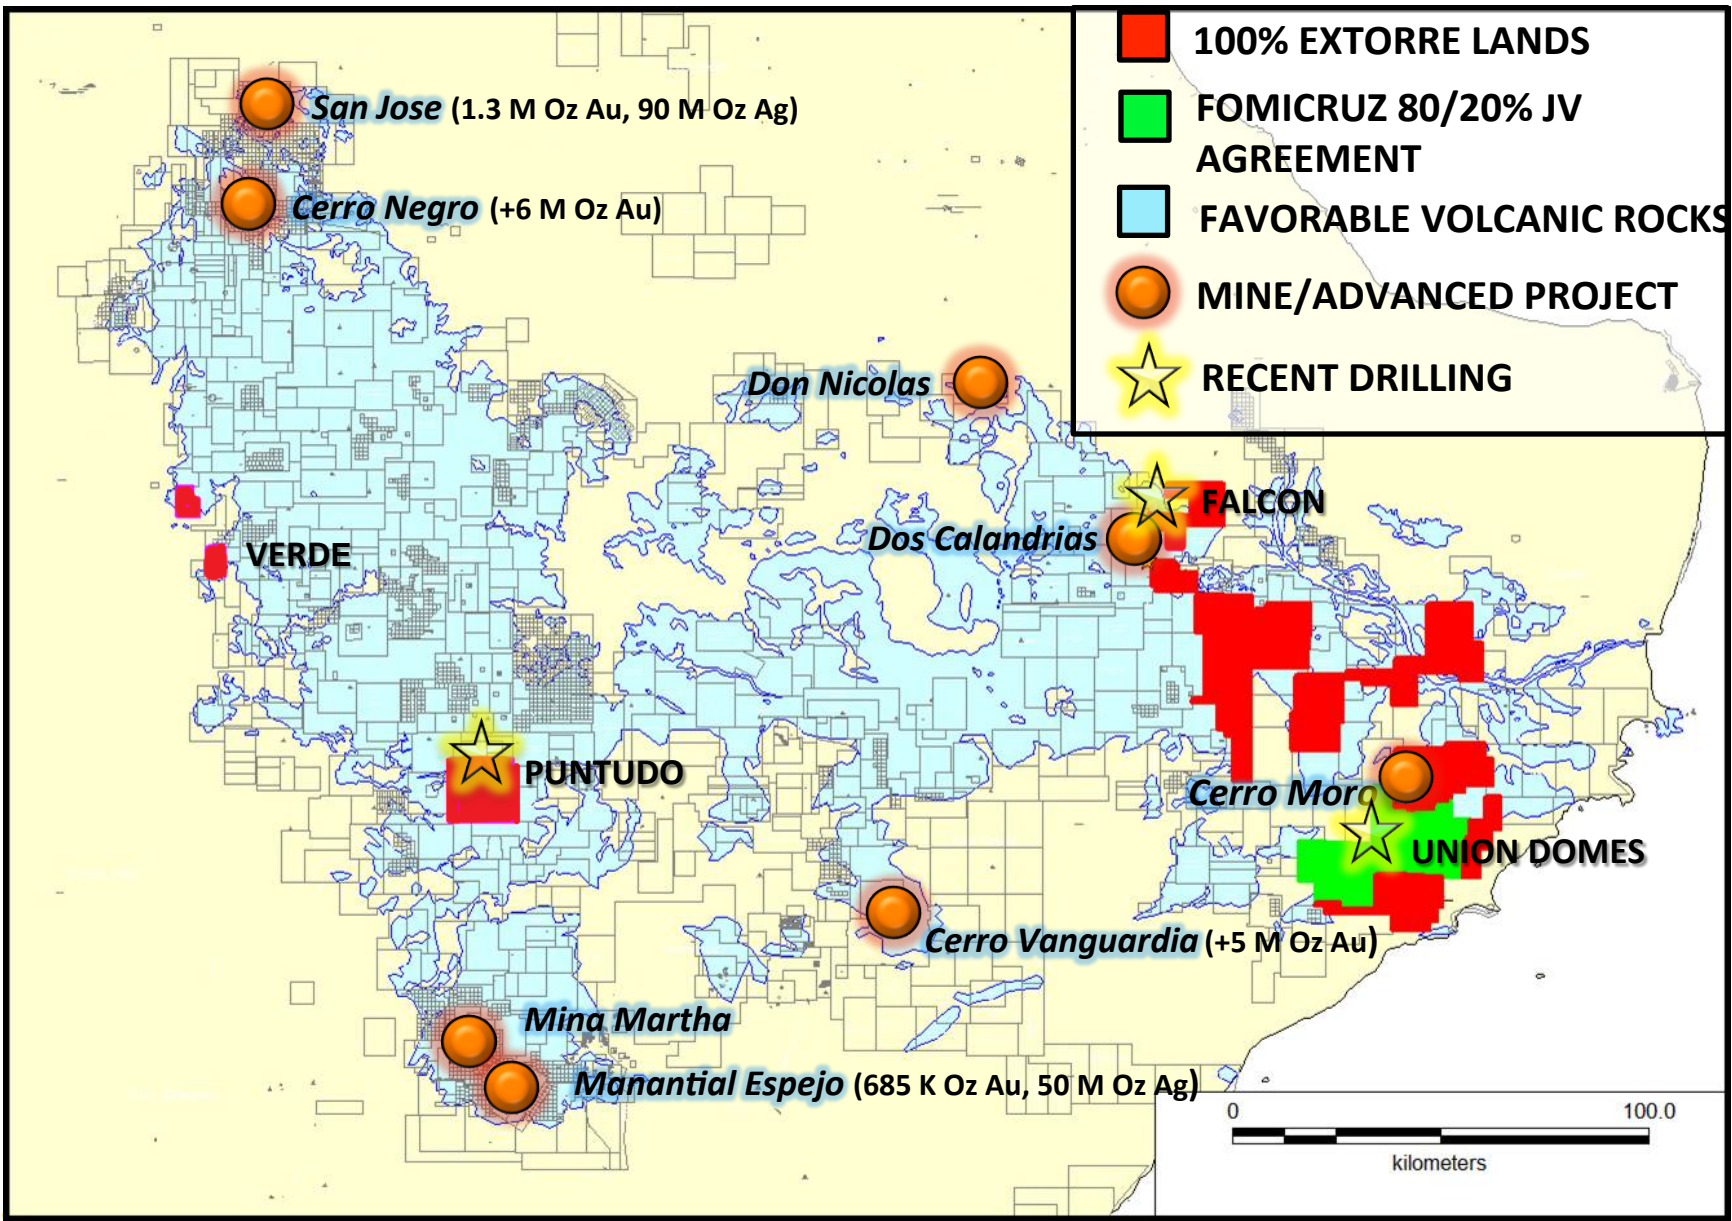 100% EXTORRE LANDS
FOMICRUZ 80/20% JV
AGREEMENT
FAVORABLE VOLCANIC ROCKS
MINE/ADVANCED PROJECT
RECENT DRILLING
San Jose (1.3 M Oz Au, 90 M Oz Ag)
Cerro Negro (+6 M Oz Au)
Don Nicolas
FALCON
Dos Calandrias
VERDE
PUNTUDO
Cerro Moro
UNION DOMES
Cerro Vanguardia (+5 M Oz Au)
Mina Martha
Manantial Espejo (685 K Oz Au, 50 M Oz Ag)
0 100.0
kilometers